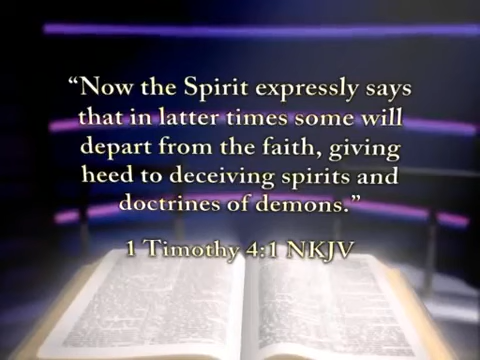 “Now the Spirit expressly says
that in latter times some will
depart from the faith, giving
heed to deceiving spirits and
doctrines of demons.”
1 Timothy 4:1 NKJV